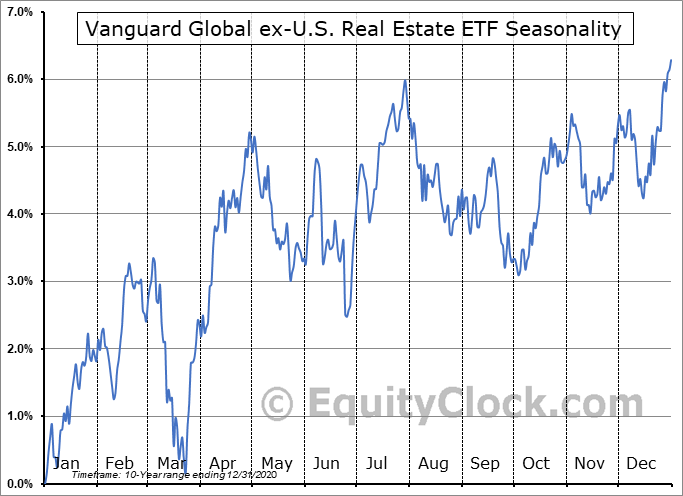 7.0%
Vanguard Global ex-U.S. Real Estate ETF Seasonality
6.0%
5.0%
4.0%
3.0%
2.0%
1.0%
© EquityClock.com
Jan Feb Mar Apr May Jun Jul Aug Sep Oct Nov Dec
Timeframe: 10-Year range ending 12/31/2020
0.0%